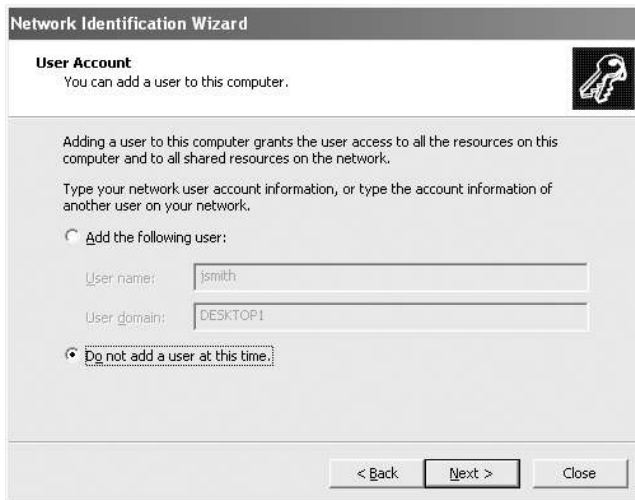 Network Identification Wizard
User Account
You can add a user to this computer.
Adding a user to this computer grants the user access to all the resources on this
computer and to all shared resources on the network.
Type your network user account information, or type the account information of
another user on your network.
Add the following user:
User name:
jsmith
User domain:
DESKTOP1
Do not add a user at this time.
< Back
Next >
Close